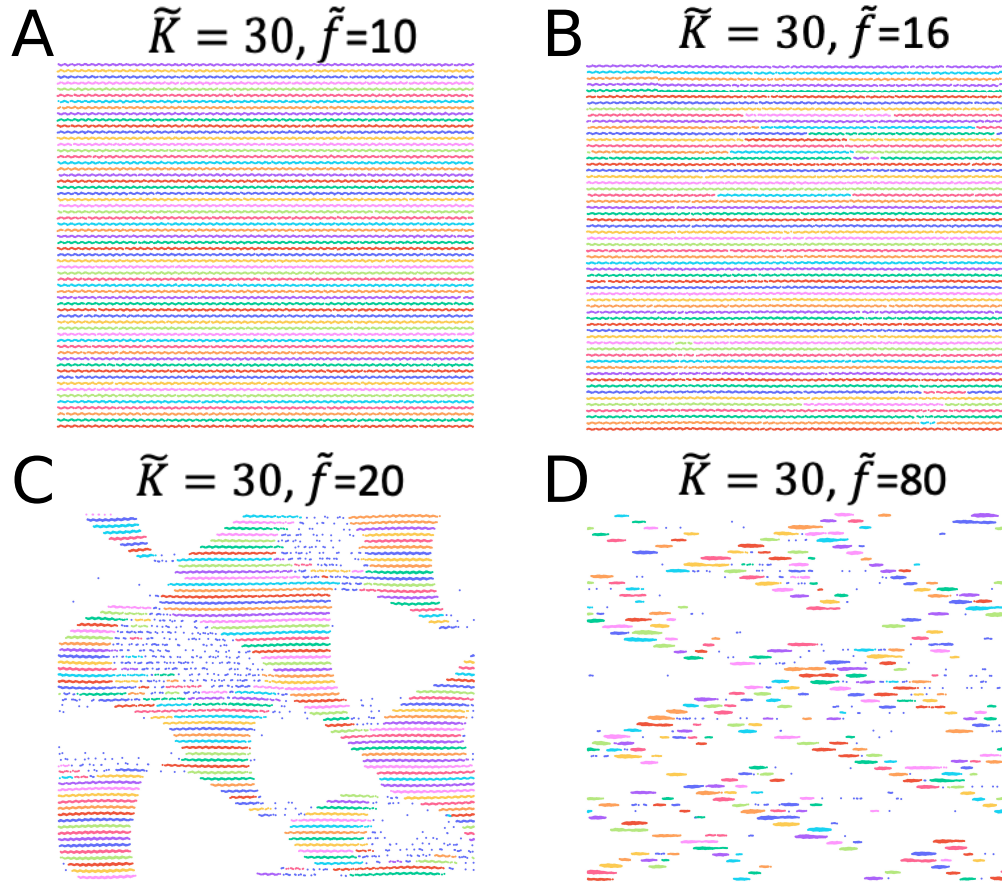 A K̃ = 30, f̃=10
B K̃ = 30, f̃=16
C K̃ = 30, f̃=20
D K̃ = 30, f̃=80